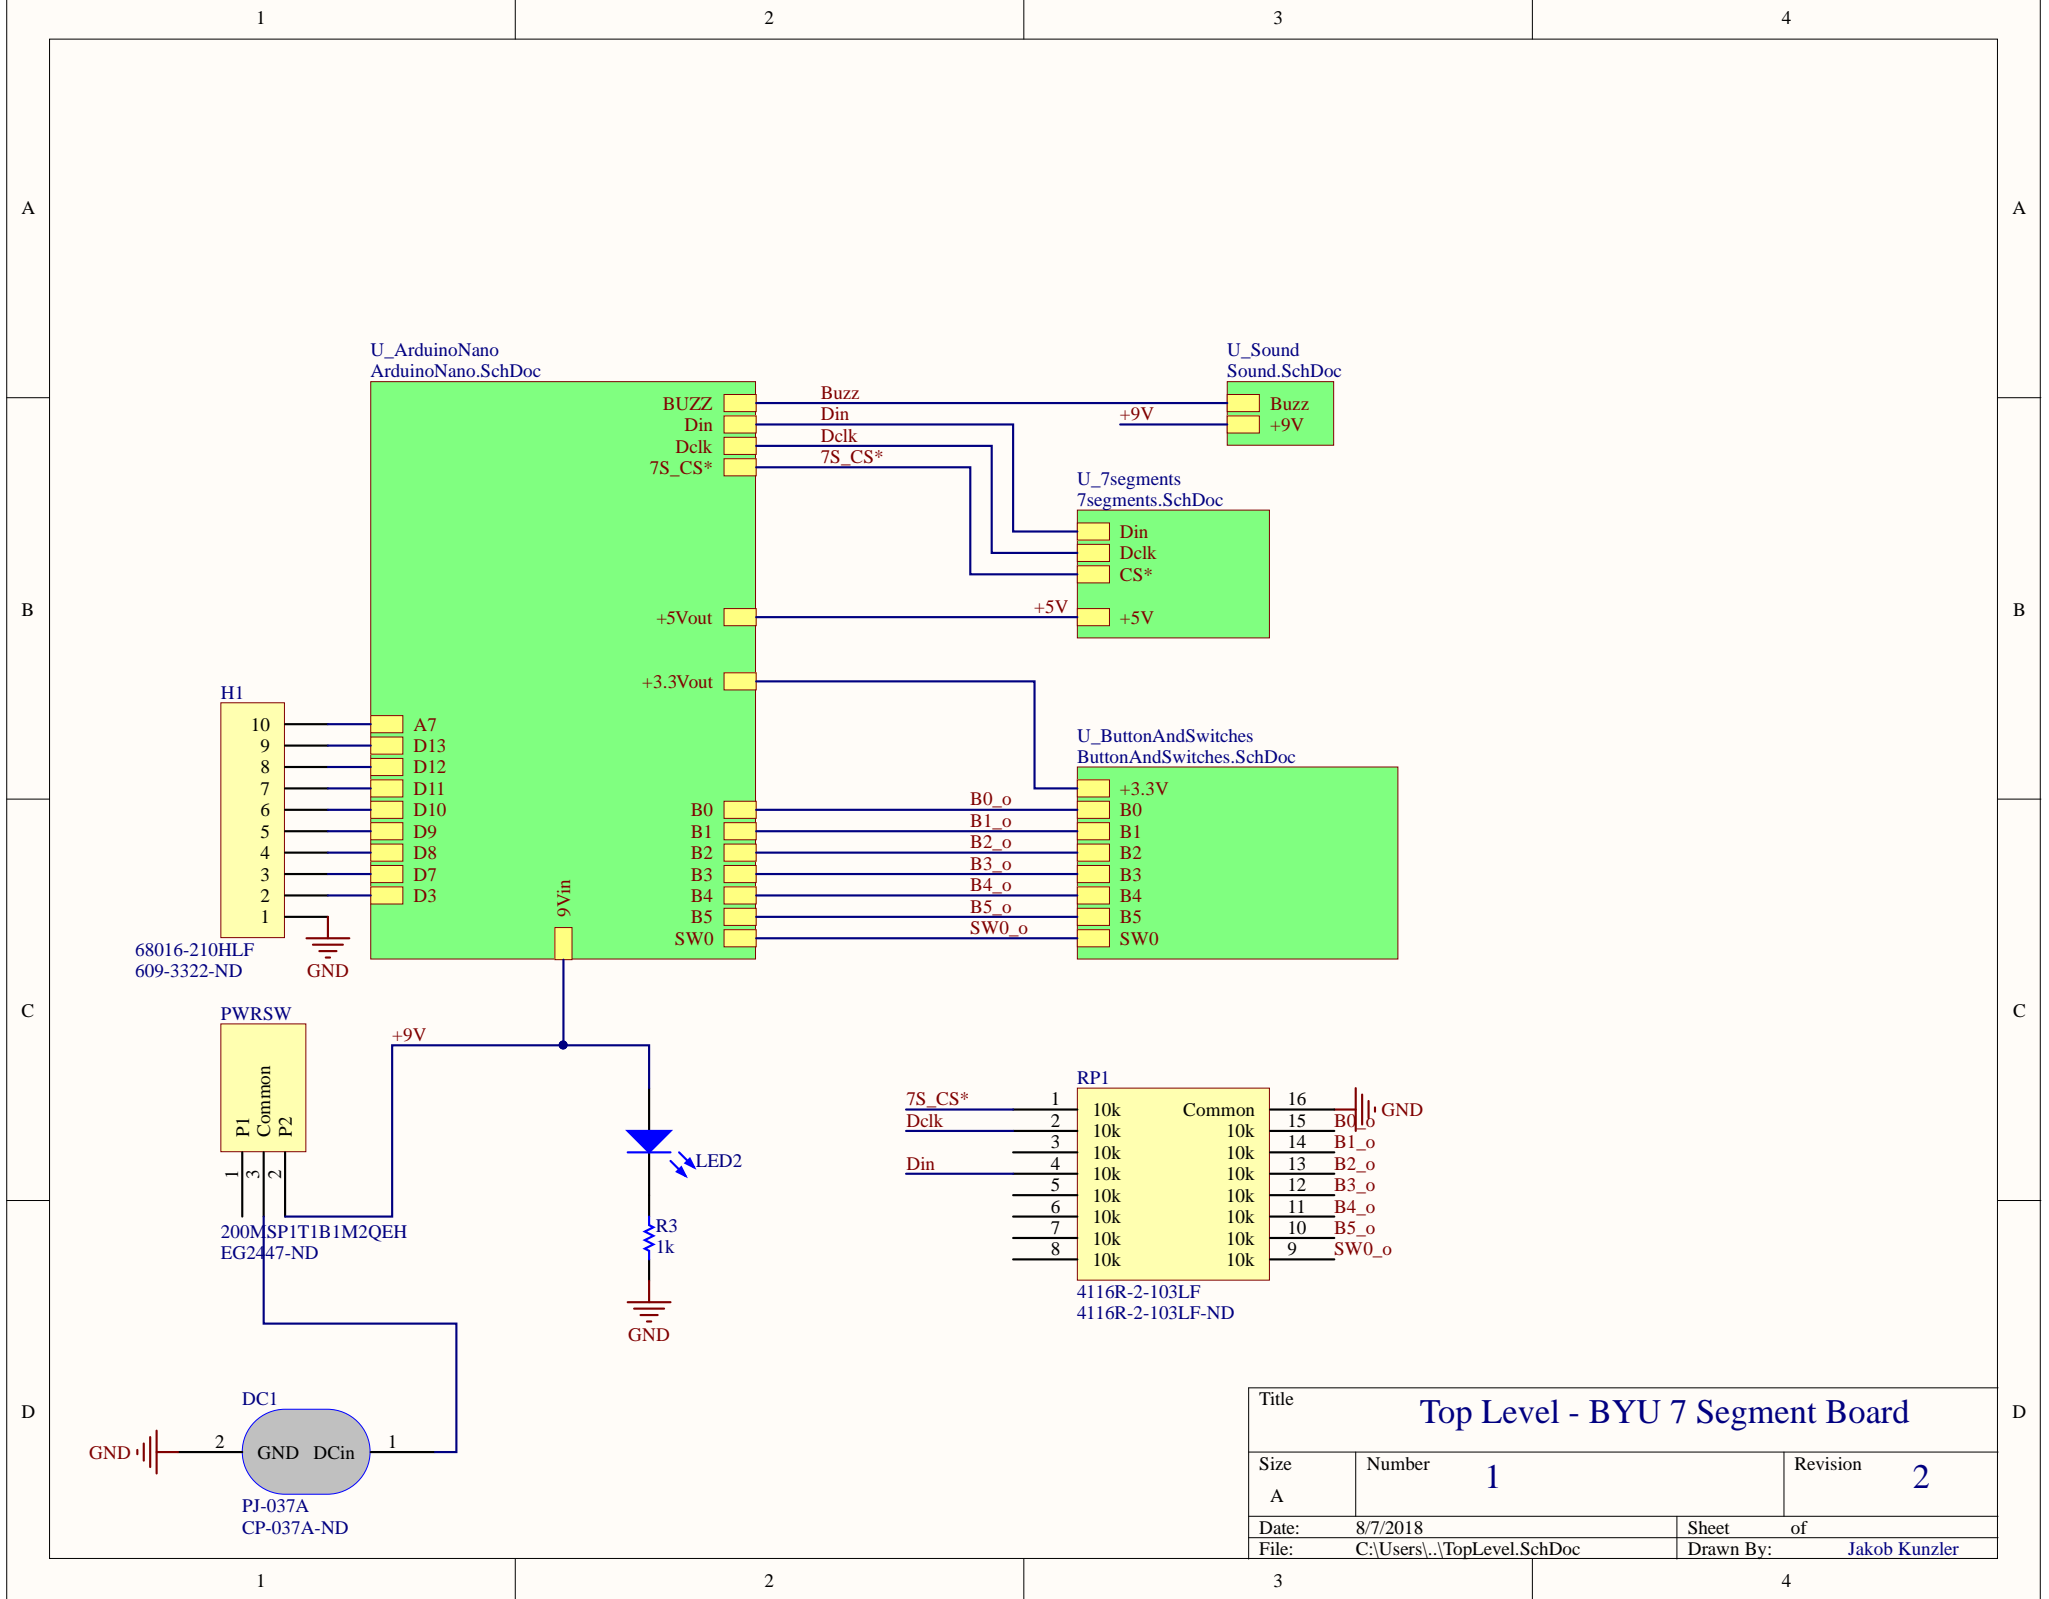 1 2 3 4
A A
U_ArduinoNano
ArduinoNano.SchDoc
U_Sound
Sound.SchDoc
BUZZ Buzz Buzz
Din Din +9V +9V
Dclk Dclk
7S_CS* 7S_CS*
U_7segments
7segments.SchDoc
Din
Dclk
CS*
B B
+5Vout +5V +5V
+3.3Vout
H1
10 A7
9 D13
8 D12
7 D11
6 D10
5 D9
4 D8
3 D7
2 D3
1
GND
68016-210HLF
609-3322-ND
U_ButtonAndSwitches
ButtonAndSwitches.SchDoc
+3.3V
B0 B0_o B0
B1 B1_o B1
B2 B2_o B2
B3 B3_o B3
B4 B4_o B4
B5 B5_o B5
SW0 SW0_o SW0
9Vin
C C
PWRSW
+9V
P1
Common
P2
1
3
2
200MSP1T1B1M2QEH
EG2447-ND
LED2
R3
1k
GND
RP1
7S_CS* 1 10k Common 16 GND
Dclk 2 10k 10k 15 B0_o
3 10k 10k 14 B1_o
Din 4 10k 10k 13 B2_o
5 10k 10k 12 B3_o
6 10k 10k 11 B4_o
7 10k 10k 10 B5_o
8 10k 10k 9 SW0_o
4116R-2-103LF
4116R-2-103LF-ND
D D
DC1
GND 2 GND DCin 1
PJ-037A
CP-037A-ND
Title Top Level - BYU 7 Segment Board
Size Number 1 Revision 2
A
Date: 8/7/2018 Sheet of
File: C:\Users\..\TopLevel.SchDoc Drawn By: Jakob Kunzler
1 2 3 4